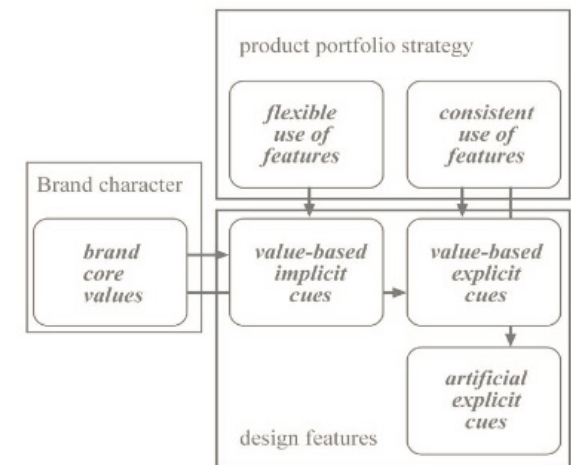 product portfolio strategy
flexible
use of
features
consistent
use of
features
Brand character
brand
core
values
value-based
implicit
cues
value-based
explicit
cues
artificial
explicit
cues
design features